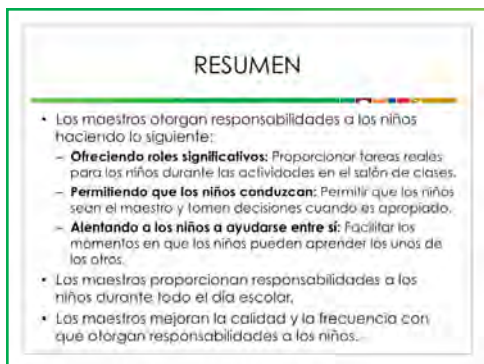 RESUMEN
• Los maestros otorgan responsabilidades a los niños
haciendo lo siguiente:
– Ofreciendo roles significativos: Proporcionar tareas reales
para los niños durante las actividades en el salón de clases.
– Permitiendo que los niños conduzcan: Permitir que los niños
sean el maestro y tomen decisiones cuando es apropiado.
– Alentando a los niños a ayudarse entre sí: Facilitar los
momentos en que los niños pueden aprender los unos de
los otros.
• Los maestros proporcionan responsabilidades a los
niños durante todo el día escolar.
• Los maestros mejoran la calidad y la frecuencia con
que otorgan responsabilidades a los niños.